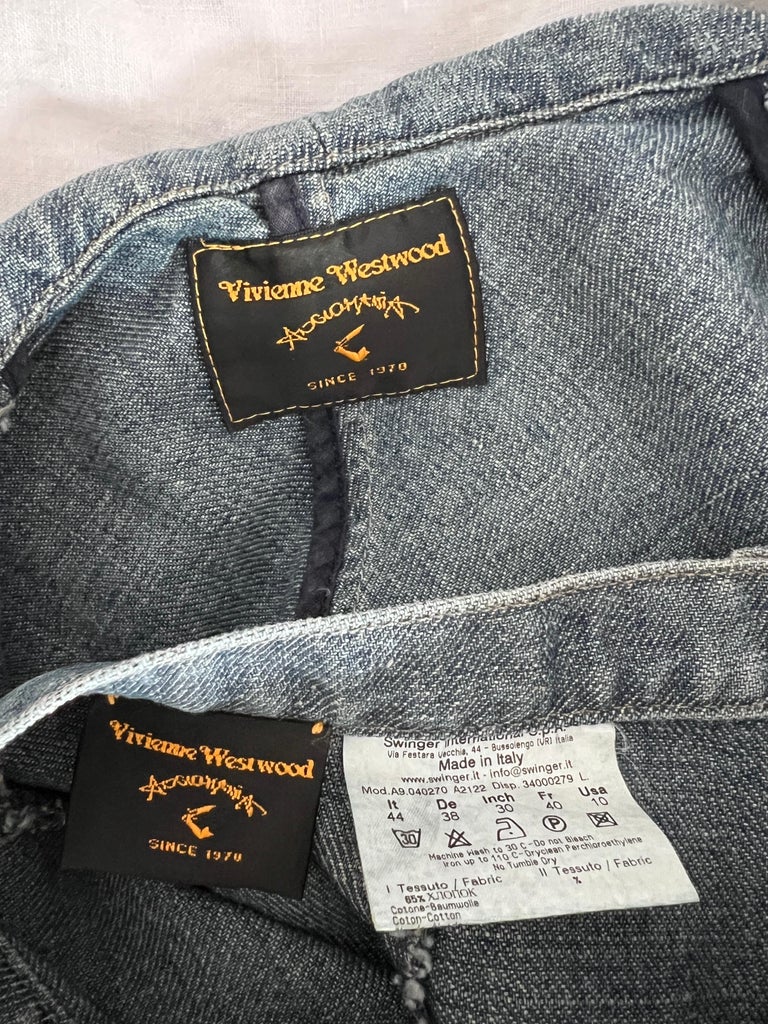 Vivienne Westwood
ANGLOMANIA
SINCE 1970
Vivienne Westwood
ANGLOMANIA
SINCE 1970
Swinger International S.p.A.
Via Festara Vecchia, 44 - Bussolengo (VR) Italia
Made in Italy
www.swinger.it - info@swinger.it
Mod.A9.040270 A2122 Disp. 34000279 L.
It De Inch Fr Usa
44 38 30 40 10
30 P
Machine Wash to 30 C-Do not Bleach
Iron up to 110 C-Dryclean Perchloroethylene
No Tumble Dry
I Tessuto / Fabric II Tessuto / Fabric
65% ХЛОПОК %
Cotone-Baumwolle
Coton-Cotton